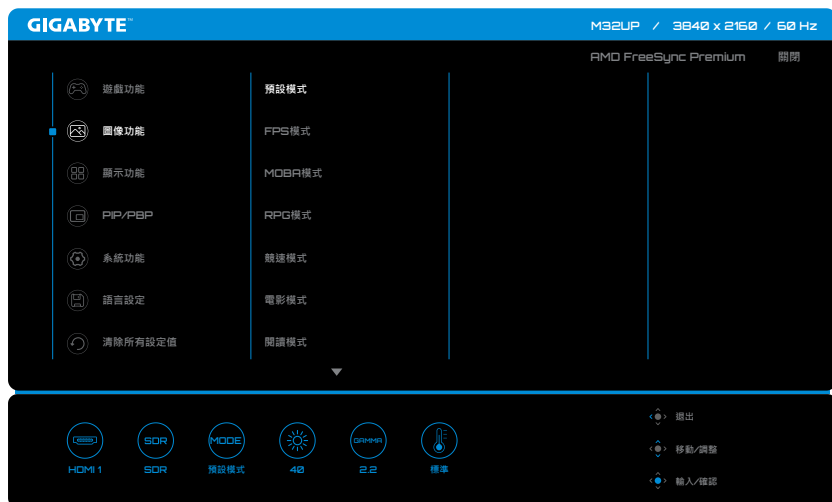 GIGABYTE™
M32UP / 3840 x 2160 / 60 Hz
AMD FreeSync Premium 關閉
遊戲功能
圖像功能
顯示功能
PIP/PBP
系統功能
語言設定
清除所有設定值
預設模式
FPS模式
MOBA模式
RPG模式
競速模式
電影模式
閱讀模式
SDR
MODE
GAMMA
HDMI 1
SDR
預設模式
40
2.2
標準
退出
移動/調整
輸入/確認